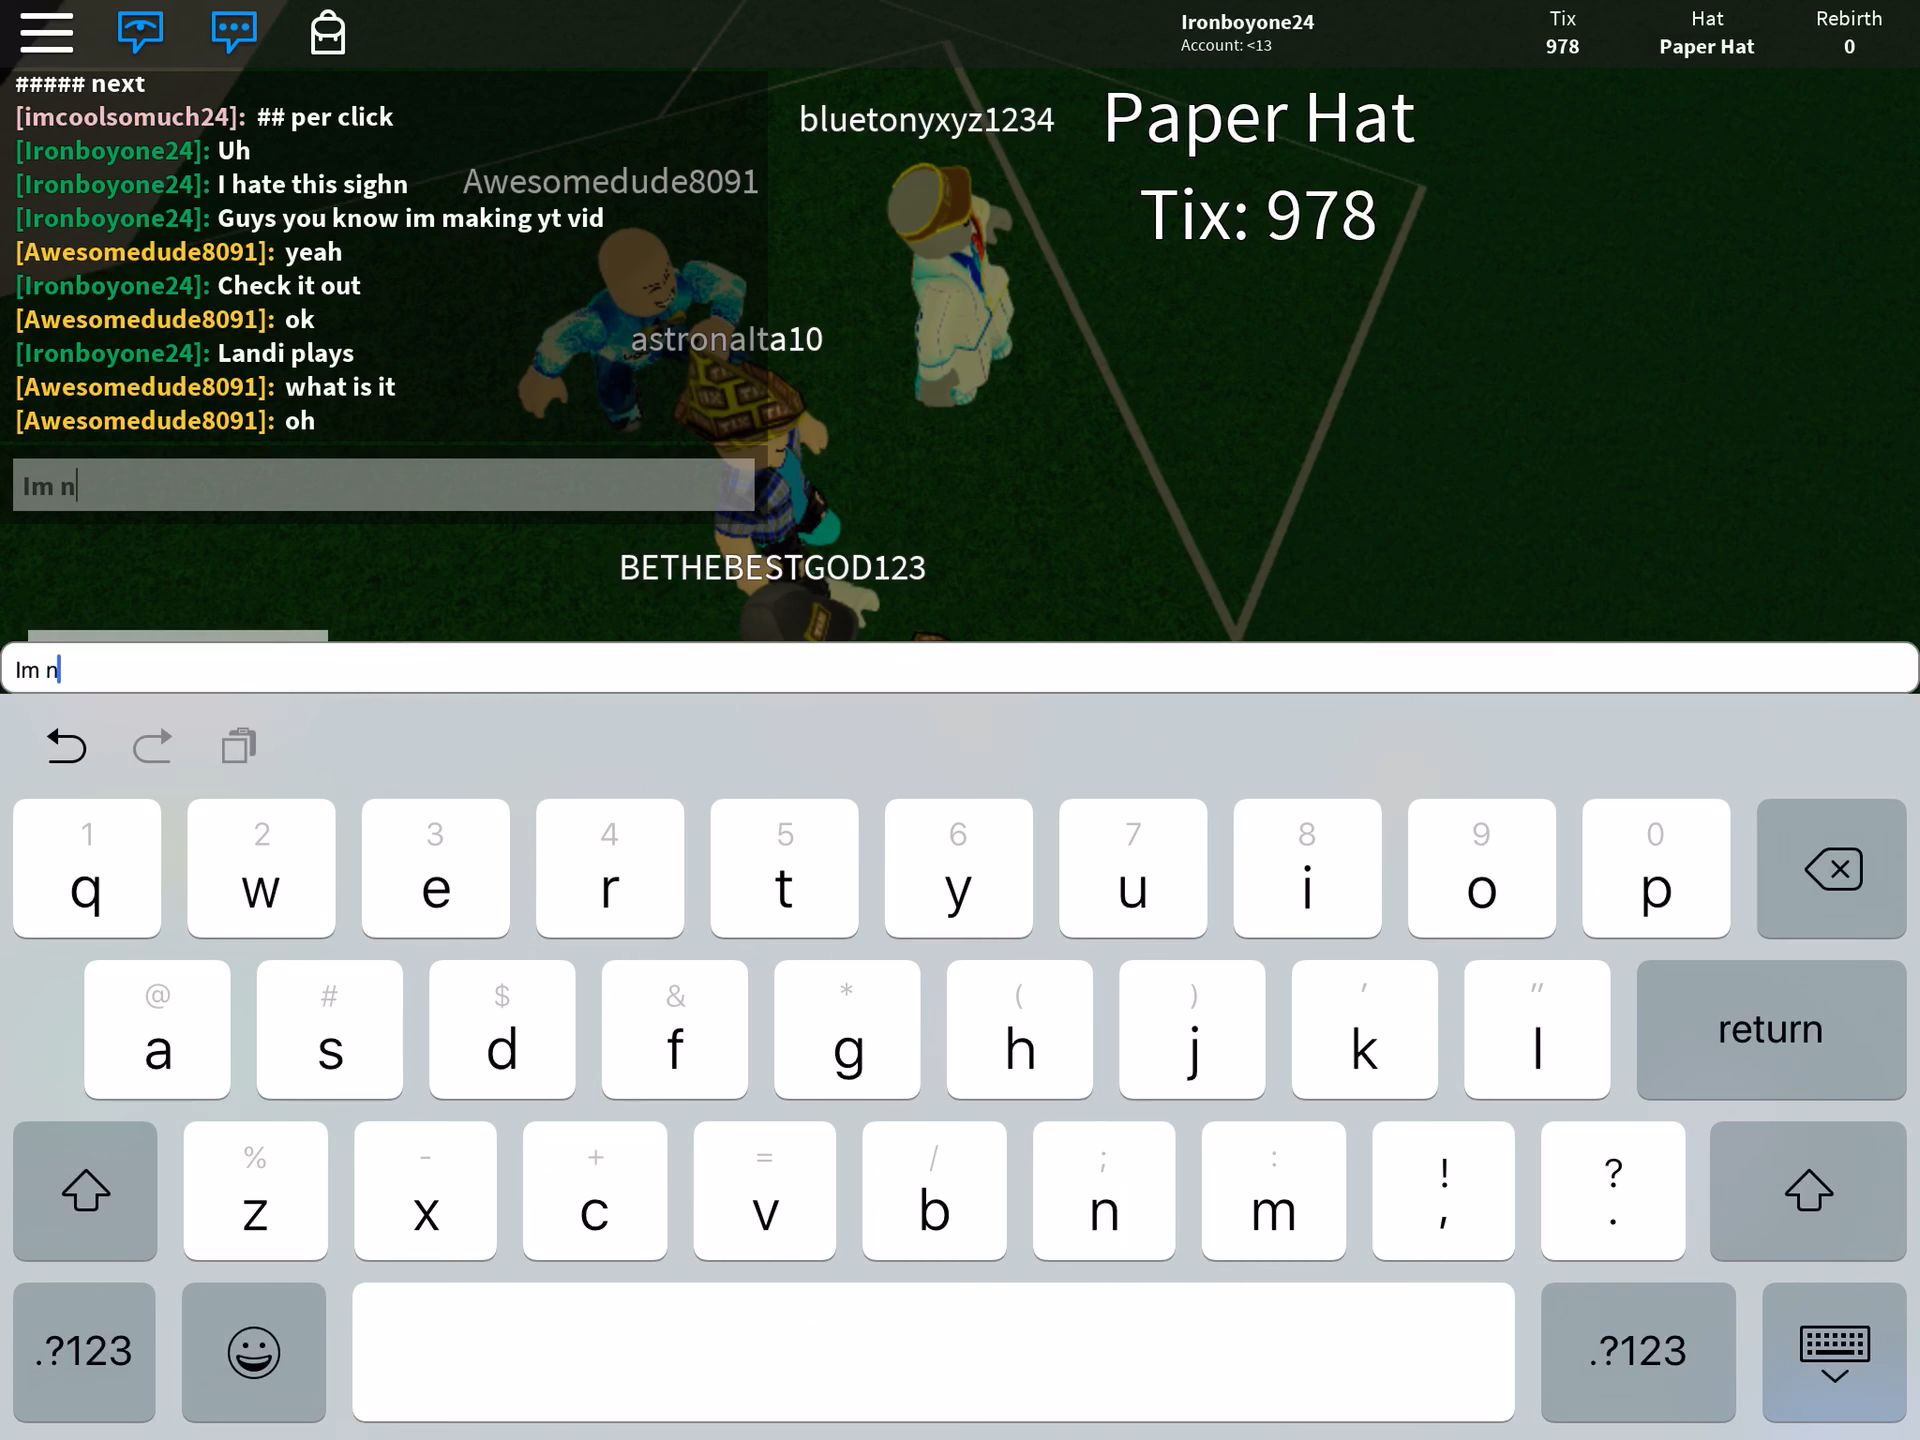 Ironboyone24
Account: <13
Tix
978
Hat
Paper Hat
Rebirth
0
##### next
[imcoolsomuch24]: ## per click
[Ironboyone24]: Uh
[Ironboyone24]: I hate this sighn
[Ironboyone24]: Guys you know im making yt vid
[Awesomedude8091]: yeah
[Ironboyone24]: Check it out
[Awesomedude8091]: ok
[Ironboyone24]: Landi plays
[Awesomedude8091]: what is it
[Awesomedude8091]: oh
Im n
bluetonyxyz1234
Awesomedude8091
astronalta10
BETHEBESTGOD123
Paper Hat
Tix: 978
Im n
1 2 3 4 5 6 7 8 9 0
q w e r t y u i o p
@ # $ & * ( ) ' "
a s d f g h j k l return
% - + = / ; : ! ?
z x c v b n m , .
.?123 .?123